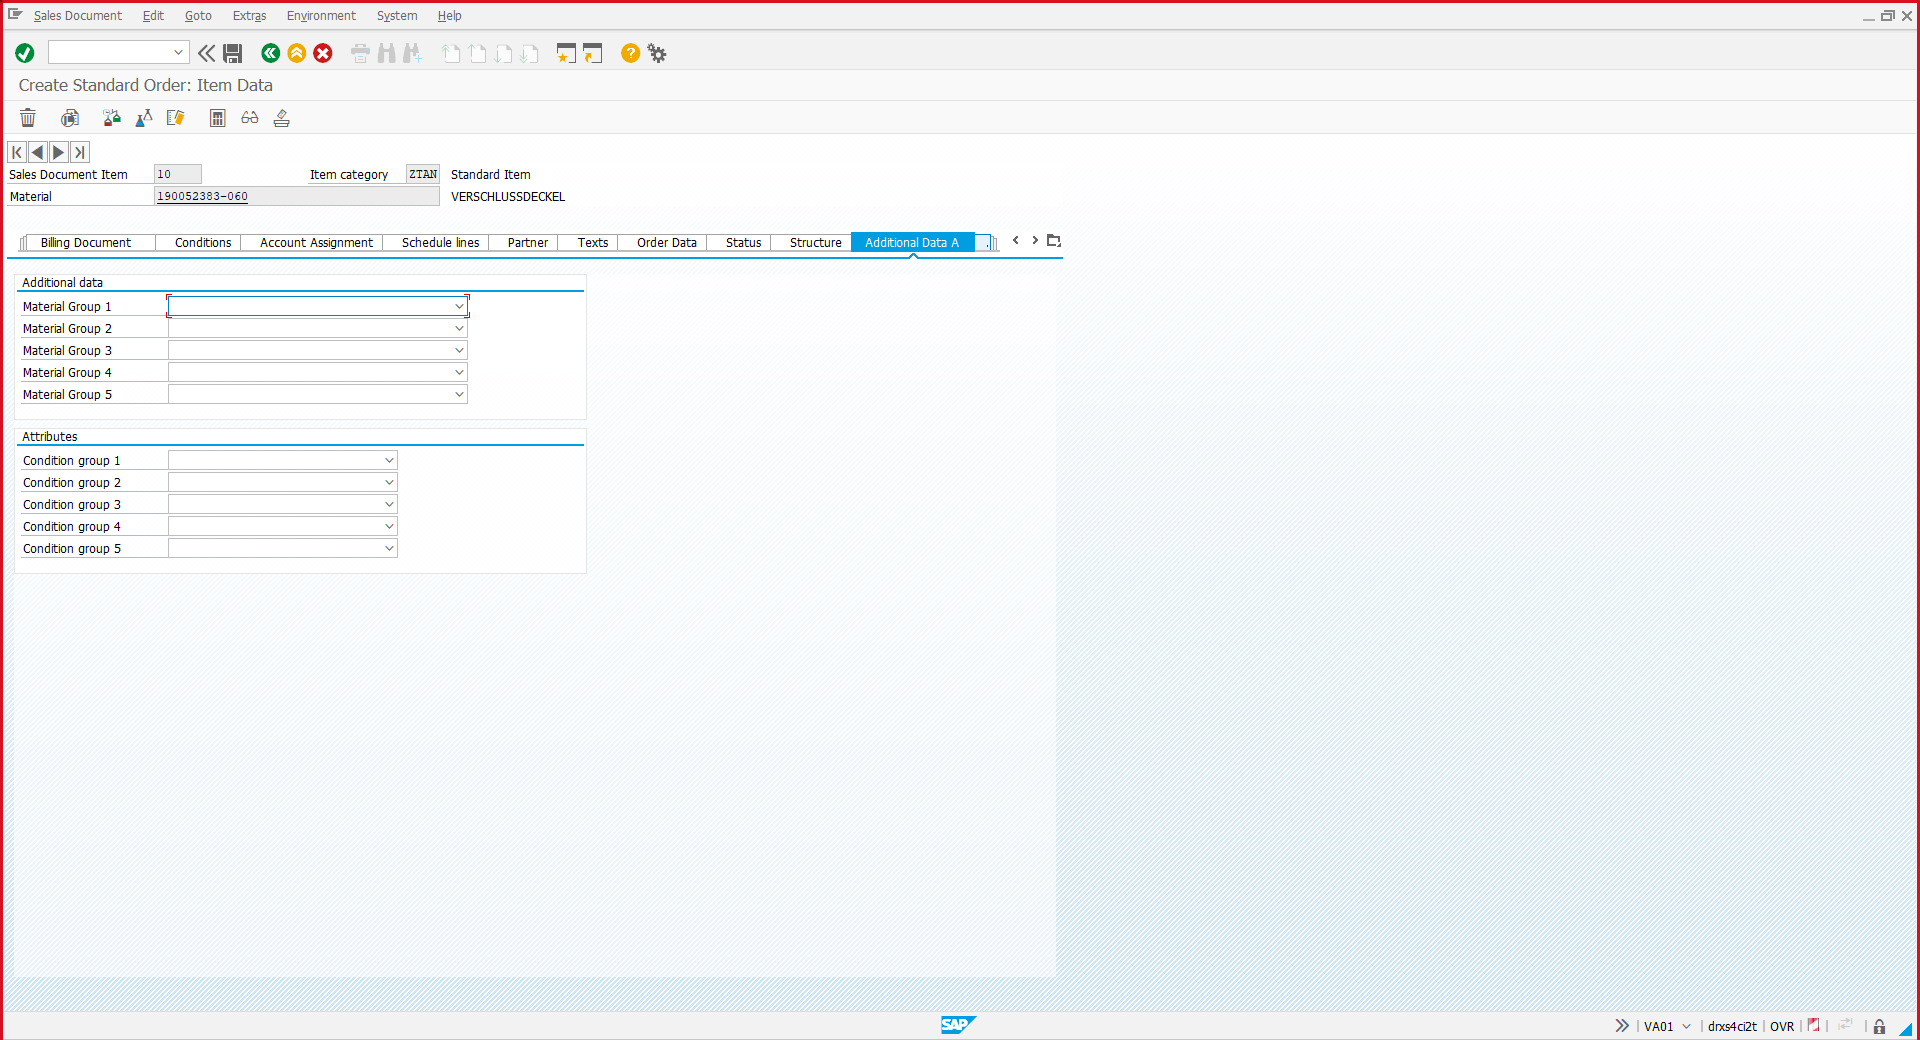 Sales Document Edit Goto Extras Environment System Help
Create Standard Order: Item Data
Sales Document Item 10 Item category ZTAN Standard Item
Material 190052383-060 VERSCHLUSSDECKEL
Billing Document Conditions Account Assignment Schedule lines Partner Texts Order Data Status Structure Additional Data A
Additional data
Material Group 1
Material Group 2
Material Group 3
Material Group 4
Material Group 5
Attributes
Condition group 1
Condition group 2
Condition group 3
Condition group 4
Condition group 5
SAP
VA01 drxs4ci2t OVR